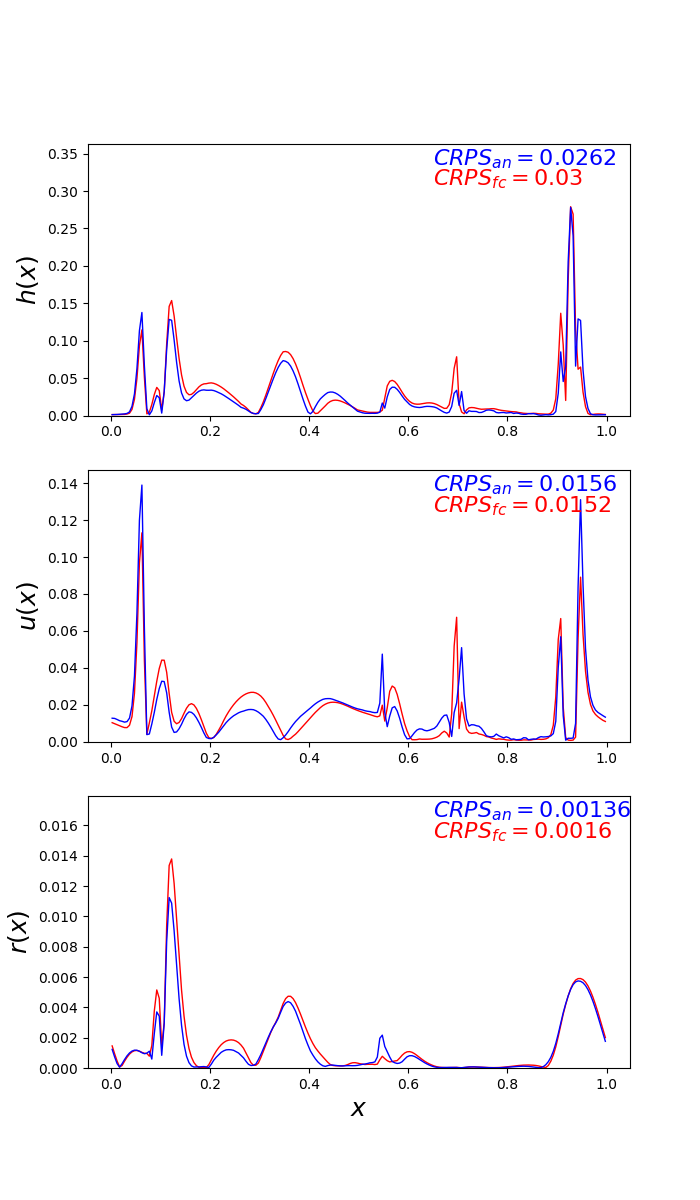 CRPS_an = 0.0262
CRPS_fc = 0.03
0.35
0.30
0.25
0.20
0.15
0.10
0.05
0.00
h(x)
0.0 0.2 0.4 0.6 0.8 1.0
CRPS_an = 0.0156
CRPS_fc = 0.0152
0.14
0.12
0.10
0.08
0.06
0.04
0.02
0.00
u(x)
0.0 0.2 0.4 0.6 0.8 1.0
CRPS_an = 0.00136
CRPS_fc = 0.0016
0.016
0.014
0.012
0.010
0.008
0.006
0.004
0.002
0.000
r(x)
0.0 0.2 0.4 0.6 0.8 1.0
x